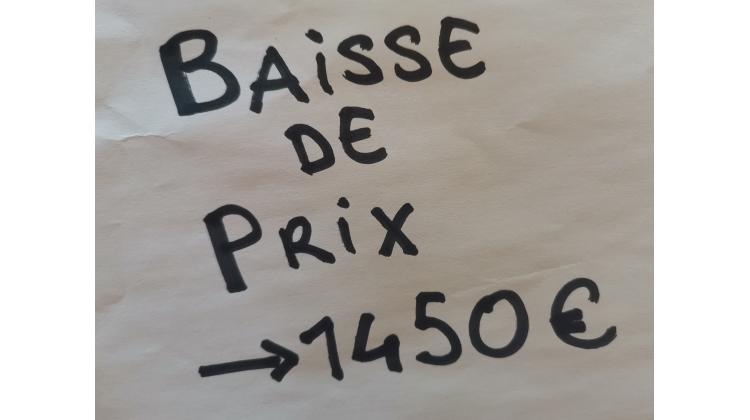 BAiSSE
DE
PRiX
→1450€